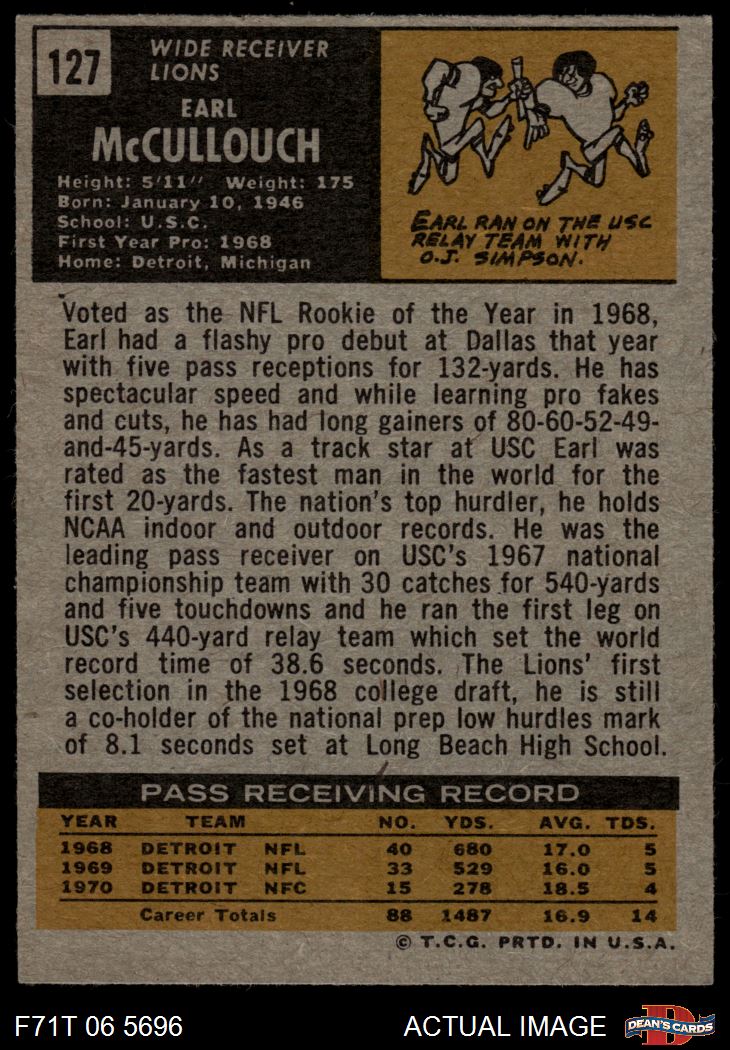 127
WIDE RECEIVER
LIONS
EARL
McCULLOUCH
Height: 5'11" Weight: 175
Born: January 10, 1946
School: U.S.C.
First Year Pro: 1968
Home: Detroit, Michigan
EARL RAN ON THE USC
RELAY TEAM WITH
O.J. SIMPSON.
Voted as the NFL Rookie of the Year in 1968,
Earl had a flashy pro debut at Dallas that year
with five pass receptions for 132-yards. He has
spectacular speed and while learning pro fakes
and cuts, he has had long gainers of 80-60-52-49-
and-45-yards. As a track star at USC Earl was
rated as the fastest man in the world for the
first 20-yards. The nation's top hurdler, he holds
NCAA indoor and outdoor records. He was the
leading pass receiver on USC's 1967 national
championship team with 30 catches for 540-yards
and five touchdowns and he ran the first leg on
USC's 440-yard relay team which set the world
record time of 38.6 seconds. The Lions' first
selection in the 1968 college draft, he is still
a co-holder of the national prep low hurdles mark
of 8.1 seconds set at Long Beach High School.
PASS RECEIVING RECORD
YEAR TEAM NO. YDS. AVG. TDS.
1968 DETROIT NFL 40 680 17.0 5
1969 DETROIT NFL 33 529 16.0 5
1970 DETROIT NFC 15 278 18.5 4
Career Totals 88 1487 16.9 14
© T.C.G. PRTD. IN U.S.A.
F71T 06 5696 ACTUAL IMAGE
D
DEAN'S CARDS